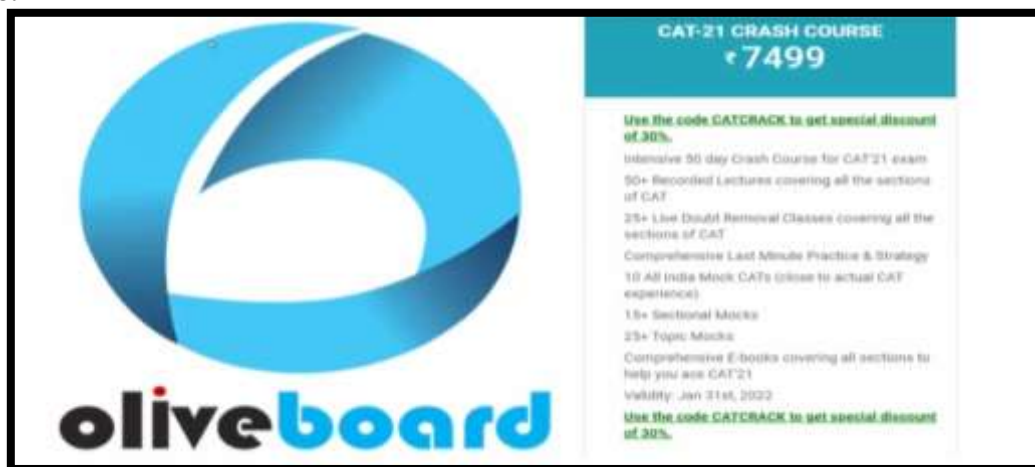 oliveboard
CAT-21 CRASH COURSE
₹7499
Use the code CATCRACK to get special discount
of 30%.
Intensive 50 day Crash Course for CAT'21 exam
50+ Recorded Lectures covering all the sections
of CAT
25+ Live Doubt Removal Classes covering all the
sections of CAT
Comprehensive Last Minute Practice & Strategy
10 All India Mock CATs (close to actual CAT
experience)
15+ Sectional Mocks
25+ Topic Mocks
Comprehensive E-books covering all sections to
help you ace CAT'21
Validity: Jan 31st, 2022
Use the code CATCRACK to get special discount
of 30%.